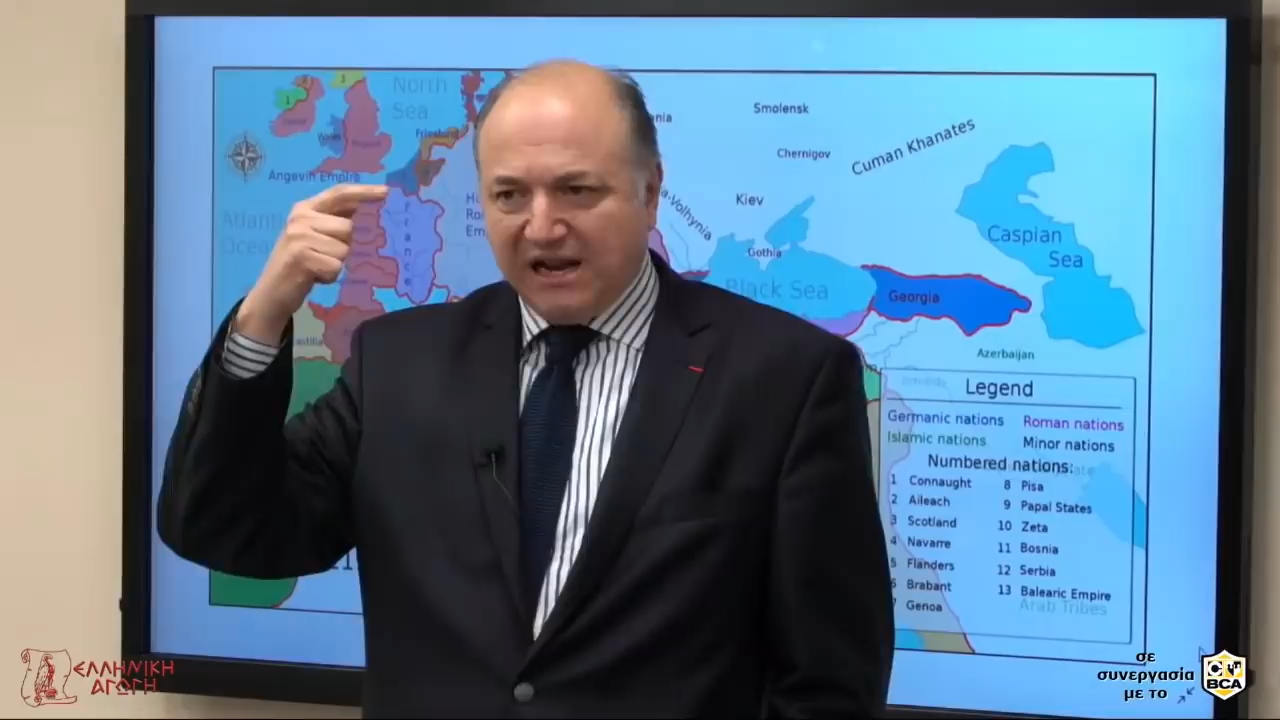 North
Sea
Smolensk
Chernigov
Cuman Khanates
Angevin Empire
Kiev
Atlantic
Gothia
Caspian
Sea
France
Black Sea
Georgia
Azerbaijan
Legend
Germanic nations Roman nations
Islamic nations Minor nations
Numbered nations:
1 Connaught 8 Pisa
2 Aileach 9 Papal States
3 Scotland 10 Zeta
4 Navarre 11 Bosnia
5 Flanders 12 Serbia
6 Brabant 13 Balearic Empire
7 Genoa
Arab Tribes
ΕΛΛΗΝΙΚΗ
ΑΓΩΓΗ
σε
συνεργασία
με το
BCA